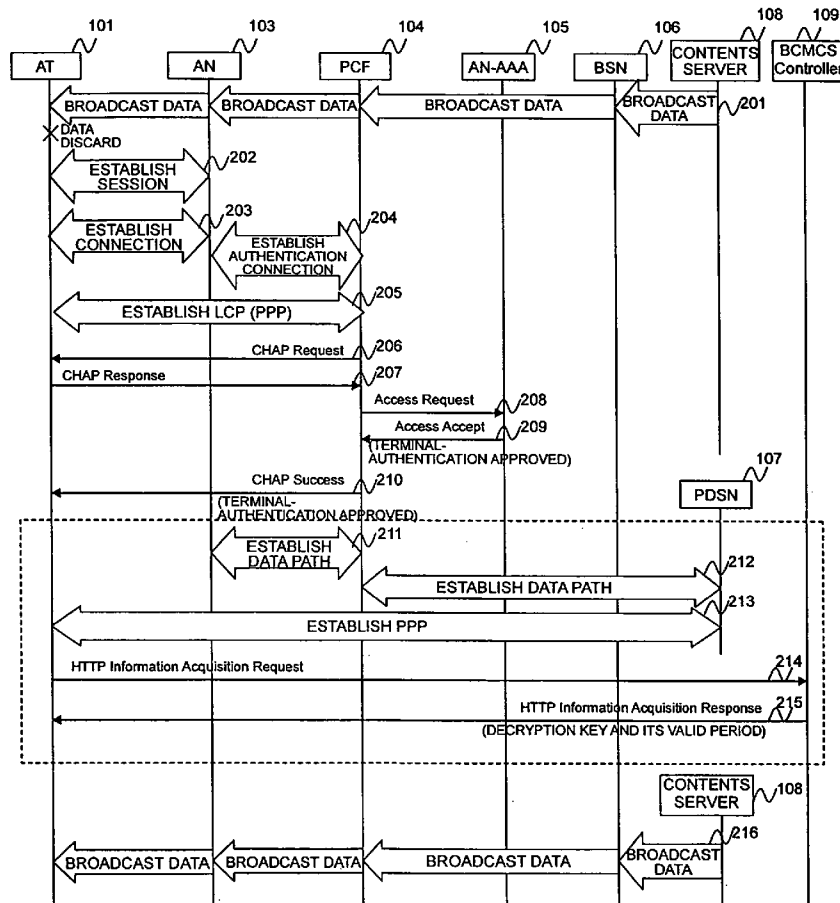 101 103 104 105 106 108 109
AT AN PCF AN-AAA BSN CONTENTS SERVER BCMCS Controller
BROADCAST DATA BROADCAST DATA BROADCAST DATA BROADCAST DATA 201
DATA DISCARD
202
ESTABLISH SESSION
203
ESTABLISH CONNECTION
204
ESTABLISH AUTHENTICATION CONNECTION
205
ESTABLISH LCP (PPP)
CHAP Request 206
CHAP Response 207
Access Request 208
Access Accept 209
(TERMINAL-
AUTHENTICATION APPROVED)
CHAP Success 210
(TERMINAL-
AUTHENTICATION APPROVED)
107
PDSN
211
ESTABLISH DATA PATH
212
ESTABLISH DATA PATH
213
ESTABLISH PPP
HTTP Information Acquisition Request 214
HTTP Information Acquisition Response 215
(DECRYPTION KEY AND ITS VALID PERIOD)
CONTENTS SERVER 108
216
BROADCAST DATA BROADCAST DATA BROADCAST DATA BROADCAST DATA